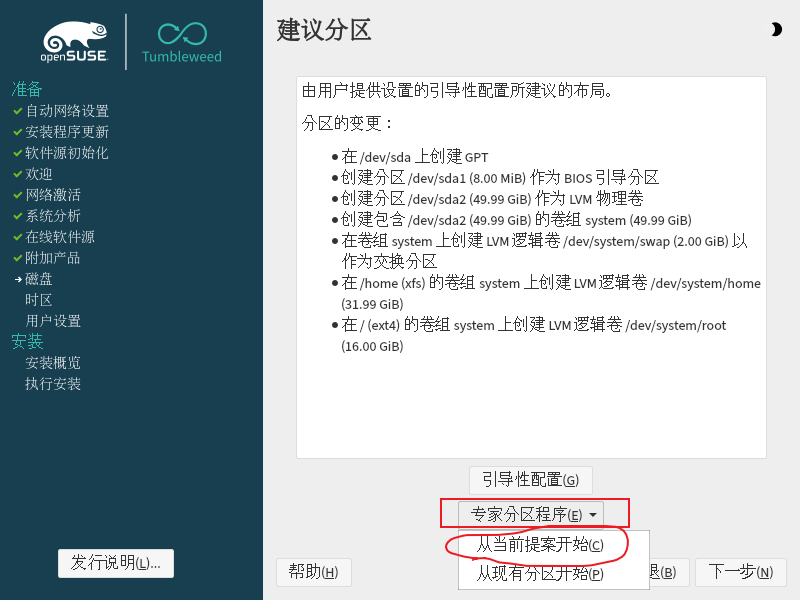 openSUSE
Tumbleweed
准备
自动网络设置
安装程序更新
软件源初始化
欢迎
网络激活
系统分析
在线软件源
附加产品
磁盘
时区
用户设置
安装
安装概览
执行安装
发行说明(L)...
建议分区
由用户提供设置的引导性配置所建议的布局。
分区的变更：
在 /dev/sda 上创建 GPT
创建分区 /dev/sda1 (8.00 MiB) 作为 BIOS 引导分区
创建分区 /dev/sda2 (49.99 GiB) 作为 LVM 物理卷
创建包含 /dev/sda2 (49.99 GiB) 的卷组 system (49.99 GiB)
在卷组 system 上创建 LVM 逻辑卷 /dev/system/swap (2.00 GiB) 以
作为交换分区
在 /home (xfs) 的卷组 system 上创建 LVM 逻辑卷 /dev/system/home
(31.99 GiB)
在 / (ext4) 的卷组 system 上创建 LVM 逻辑卷 /dev/system/root
(16.00 GiB)
引导性配置(G)
专家分区程序(E)
从当前提案开始(C)
从现有分区开始(P)
帮助(H)
退(B)
下一步(N)